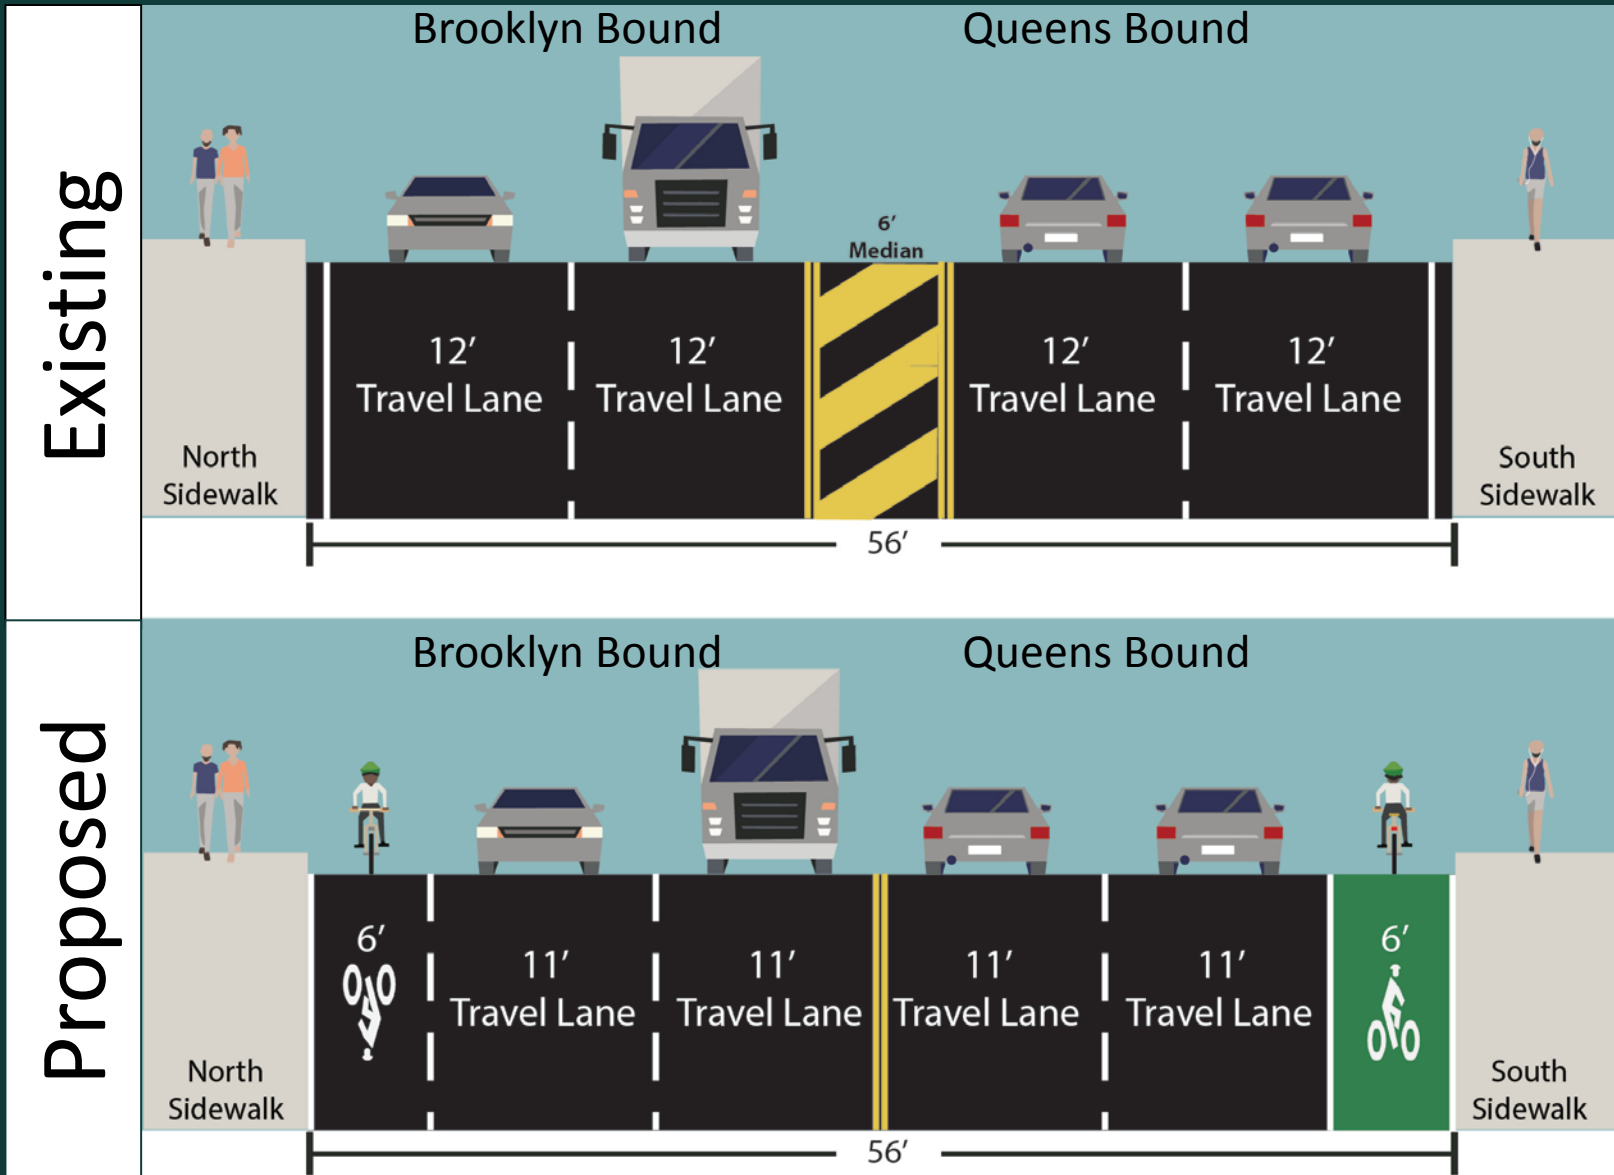 Existing
Brooklyn Bound
Queens Bound
6’
Median
12’
Travel Lane
12’
Travel Lane
12’
Travel Lane
12’
Travel Lane
North
Sidewalk
South
Sidewalk
56’
Proposed
Brooklyn Bound
Queens Bound
6’
11’
Travel Lane
11’
Travel Lane
11’
Travel Lane
11’
Travel Lane
6’
North
Sidewalk
South
Sidewalk
56’